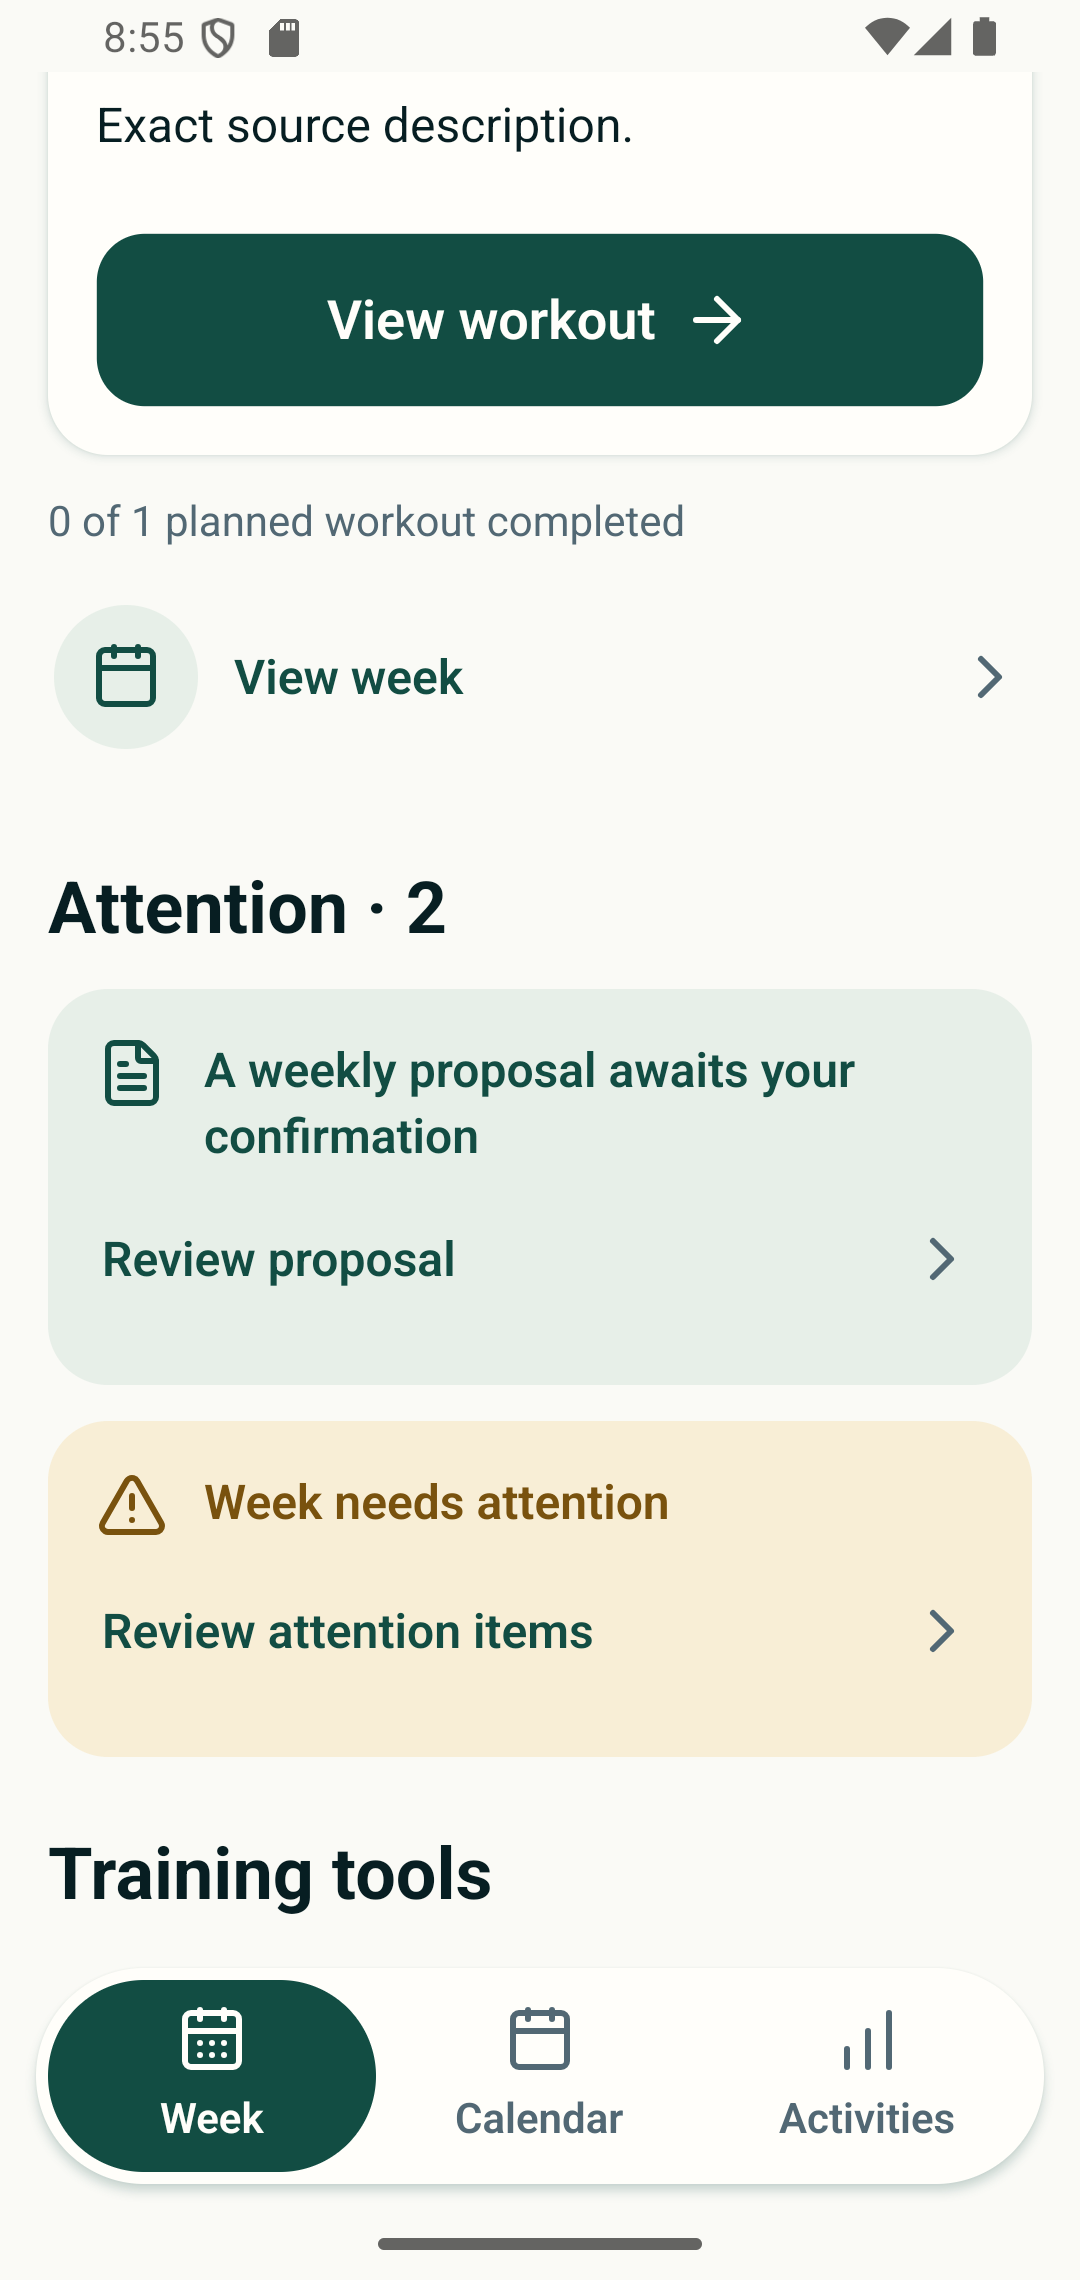 8:55
Exact source description.
View workout
0 of 1 planned workout completed
View week
Attention · 2
A weekly proposal awaits your
confirmation
Review proposal
Week needs attention
Review attention items
Training tools
Week
Calendar
Activities